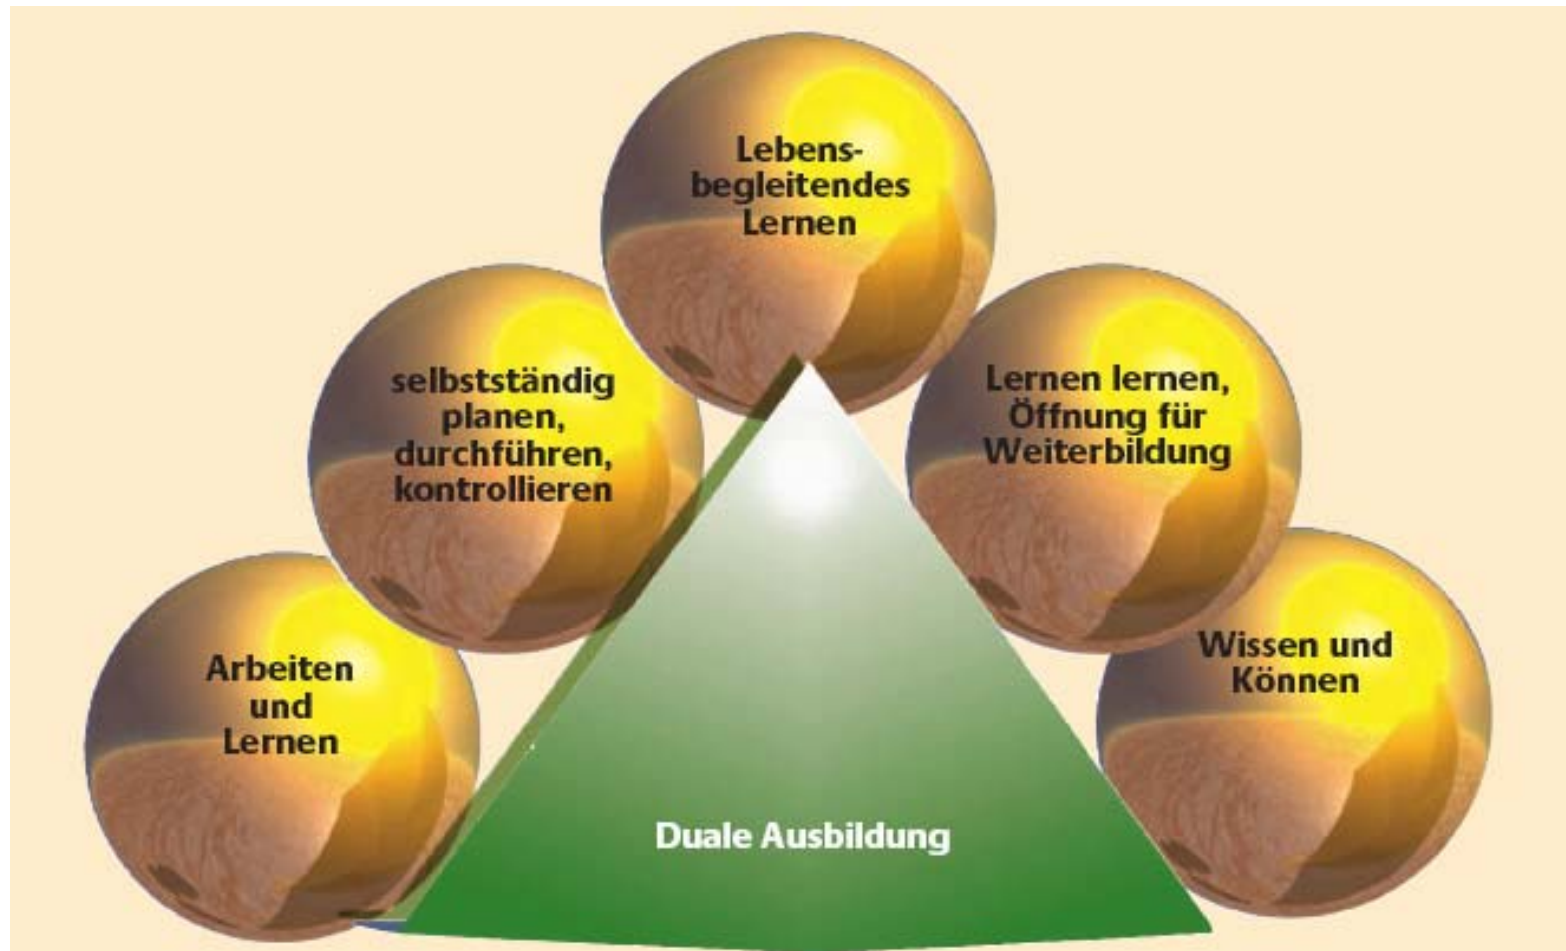 Lebens-
begleitendes
Lernen
selbstständig
planen,
durchführen,
kontrollieren
Lernen lernen,
Öffnung für
Weiterbildung
Arbeiten
und
Lernen
Wissen und
Können
Duale Ausbildung